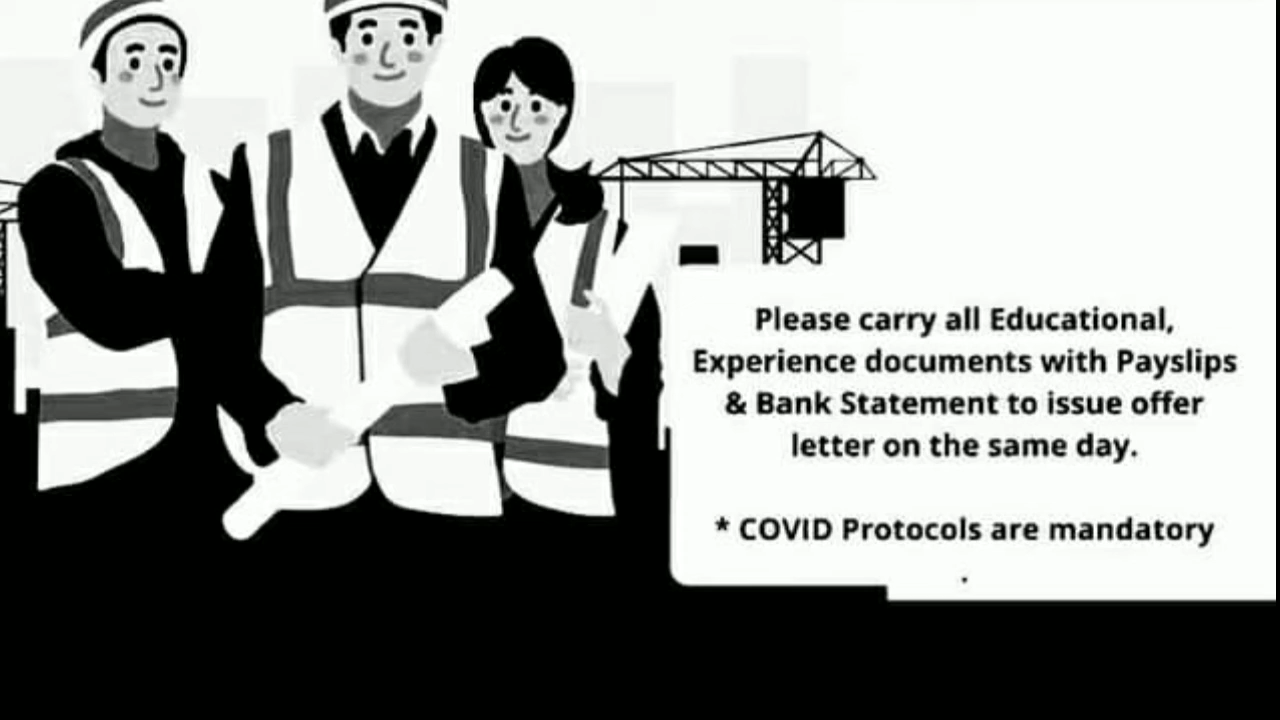 Please carry all Educational,
Experience documents with Payslips
& Bank Statement to issue offer
letter on the same day.
* COVID Protocols are mandatory
.